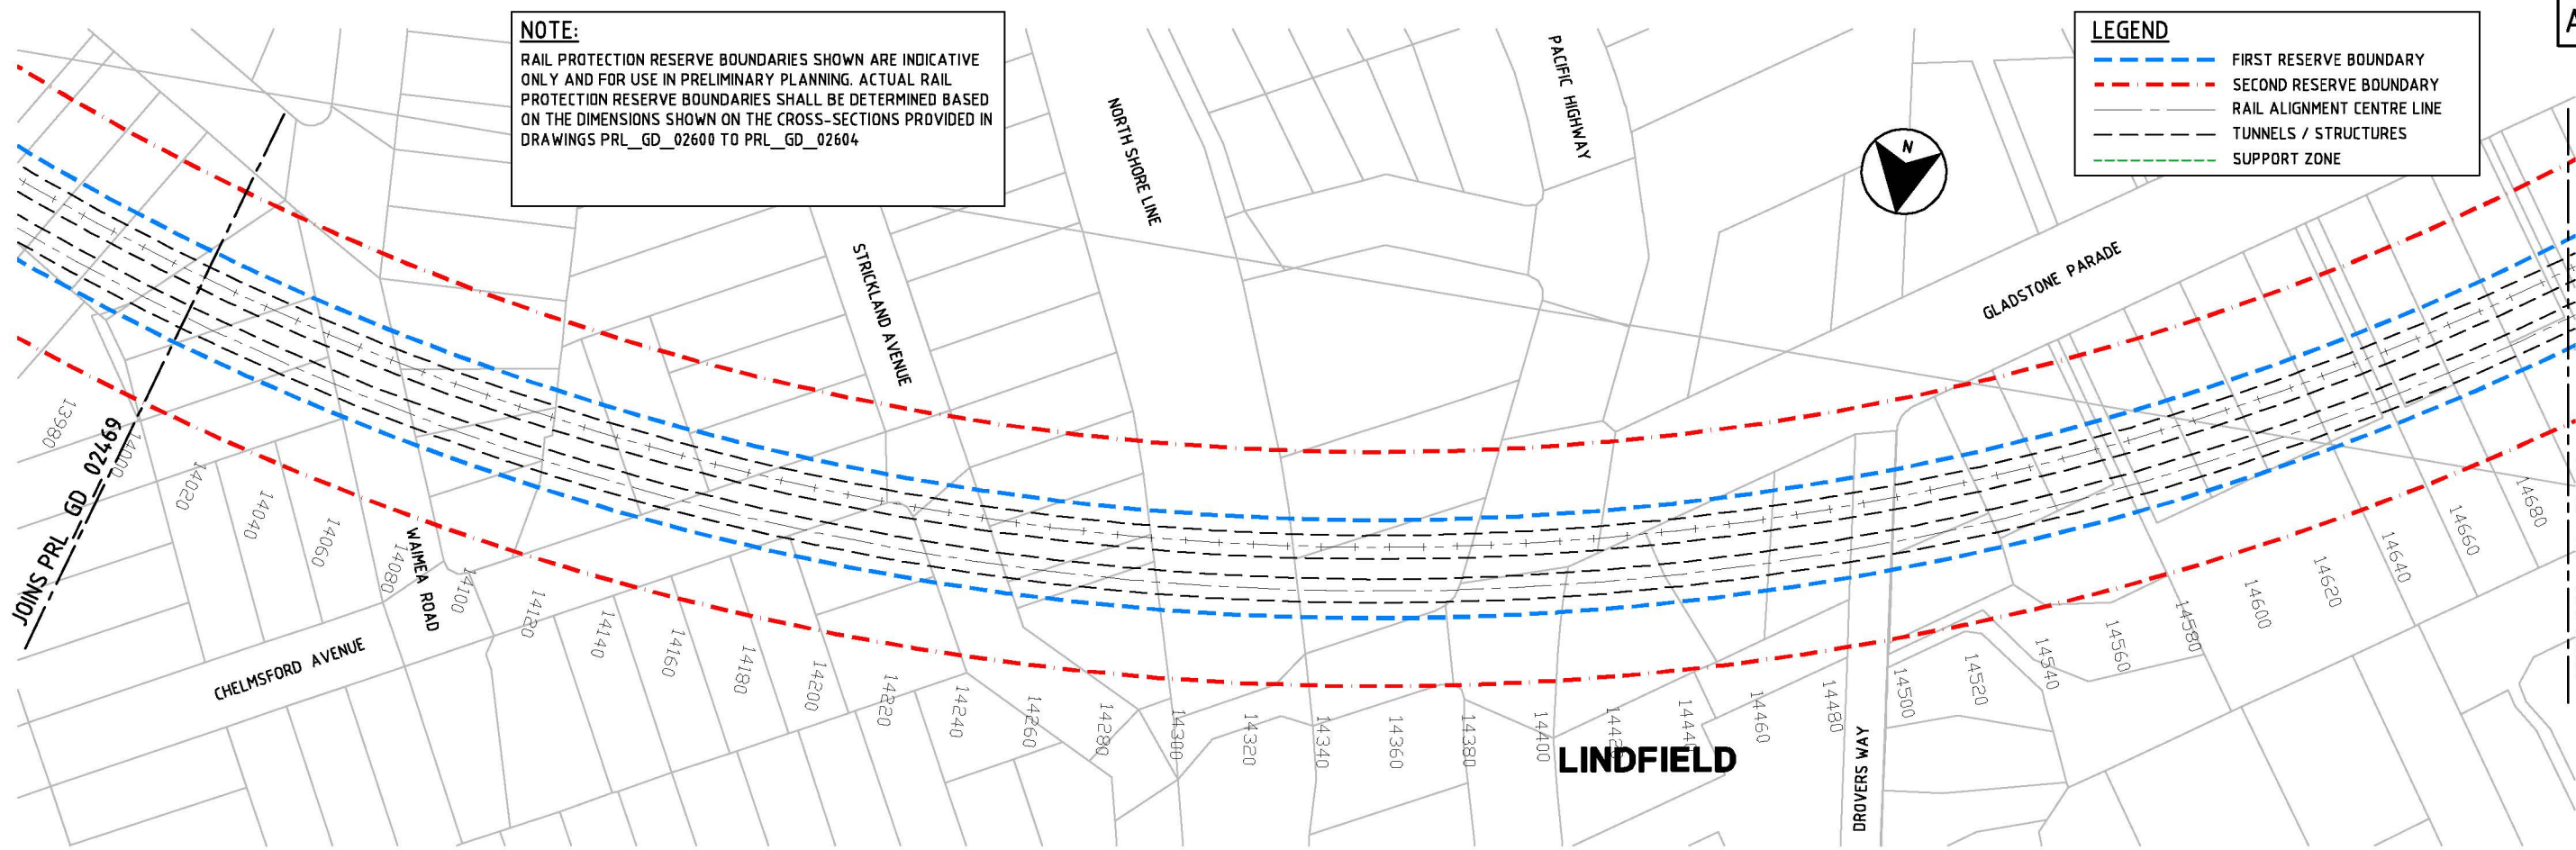 NOTE:
RAIL PROTECTION RESERVE BOUNDARIES SHOWN ARE INDICATIVE
ONLY AND FOR USE IN PRELIMINARY PLANNING. ACTUAL RAIL
PROTECTION RESERVE BOUNDARIES SHALL BE DETERMINED BASED
ON THE DIMENSIONS SHOWN ON THE CROSS-SECTIONS PROVIDED IN
DRAWINGS PRL_GD_02600 TO PRL_GD_02604
LEGEND
FIRST RESERVE BOUNDARY
SECOND RESERVE BOUNDARY
RAIL ALIGNMENT CENTRE LINE
TUNNELS / STRUCTURES
SUPPORT ZONE
A
N
PACIFIC HIGHWAY
NORTH SHORE LINE
STRICKLAND AVENUE
GLADSTONE PARADE
JOINS PRL_GD_02469
WAIMEA ROAD
CHELMSFORD AVENUE
DROVERS WAY
LINDFIELD
13980
14000
14020
14040
14060
14080
14100
14120
14140
14160
14180
14200
14220
14240
14260
14280
14300
14320
14340
14360
14380
14400
14420
14440
14460
14480
14500
14520
14540
14560
14580
14600
14620
14640
14660
14680